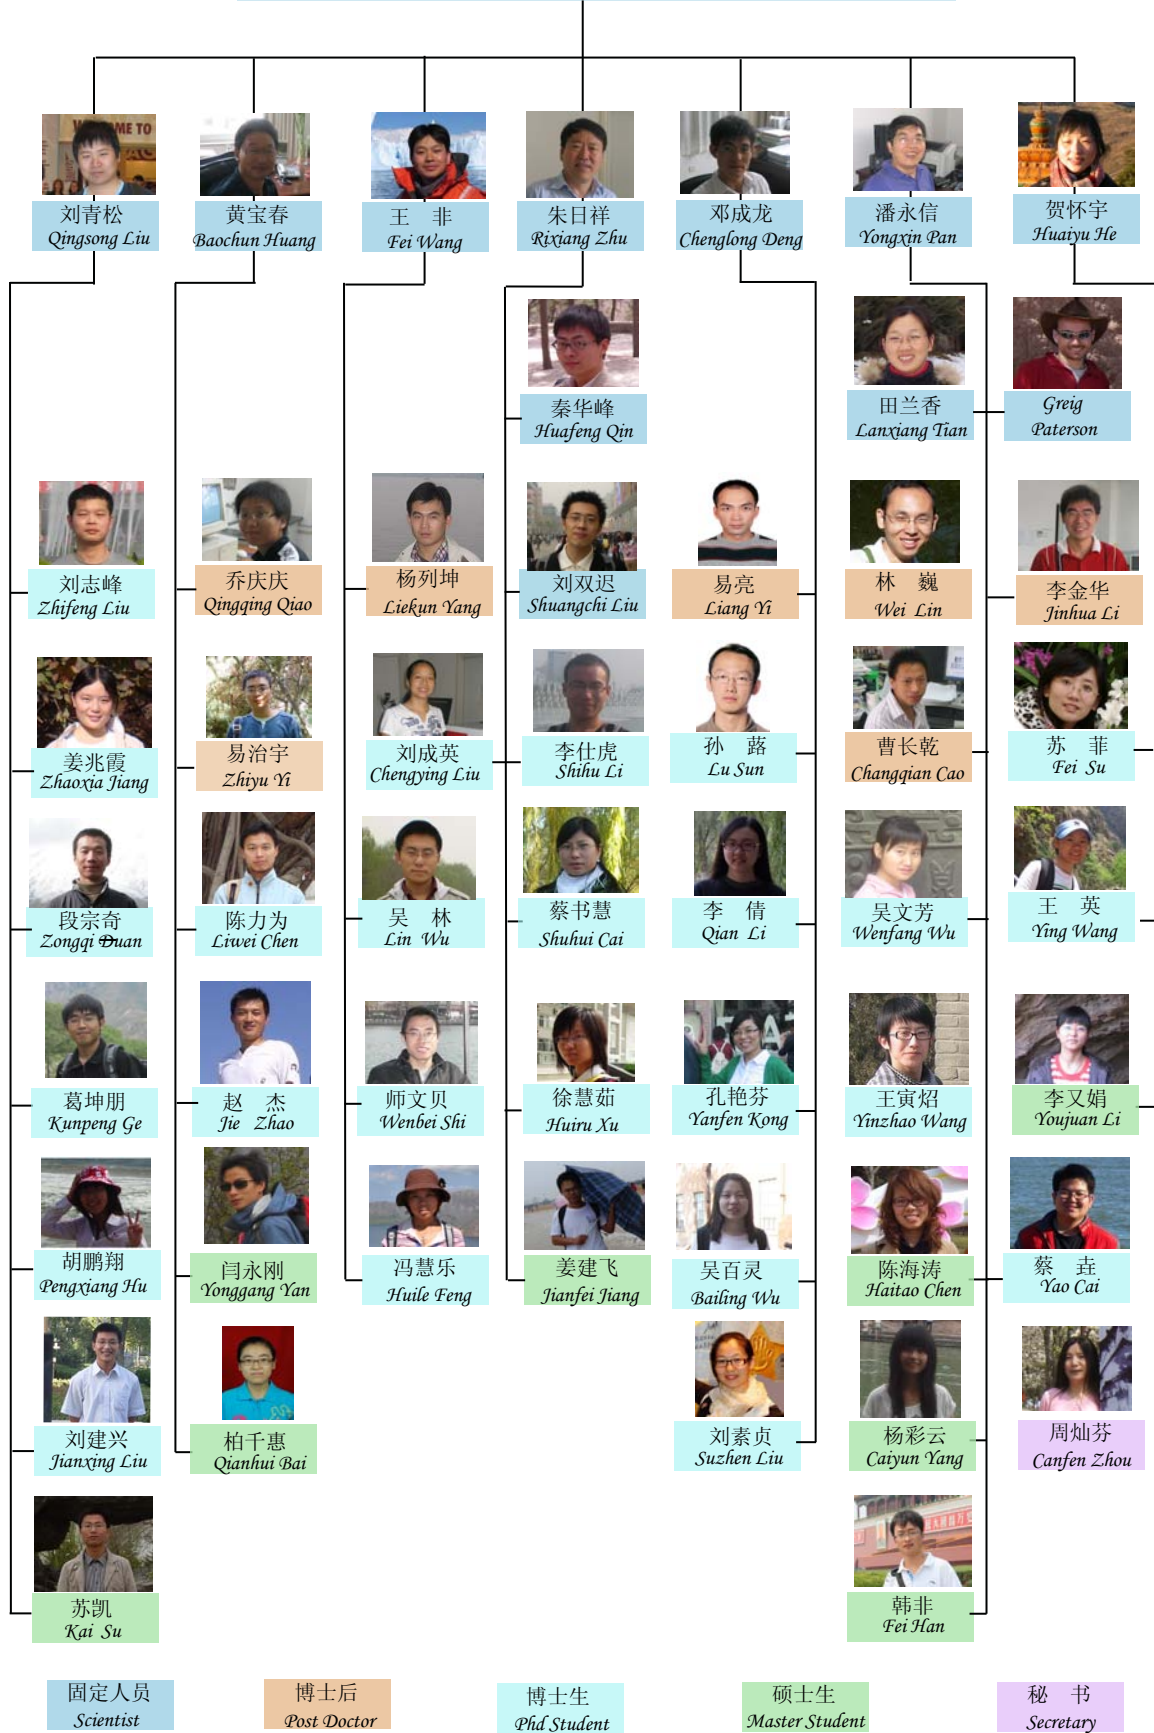 刘青松
Qingsong Liu
黄宝春
Baochun Huang
王 非
Fei Wang
朱日祥
Rixiang Zhu
邓成龙
Chenglong Deng
潘永信
Yongxin Pan
贺怀宇
Huaiyu He
秦华峰
Huafeng Qin
田兰香
Lanxiang Tian
Greig
Paterson
刘志峰
Zhifeng Liu
乔庆庆
Qingqing Qiao
杨列坤
Liekun Yang
刘双迟
Shuangchi Liu
易亮
Liang Yi
林 巍
Wei Lin
李金华
Jinhua Li
姜兆霞
Zhaoxia Jiang
易治宇
Zhiyu Yi
刘成英
Chengying Liu
李仕虎
Shihu Li
孙 蕗
Lu Sun
曹长乾
Changqian Cao
苏 菲
Fei Su
段宗奇
Zongqi Duan
陈力为
Liwei Chen
吴 林
Lin Wu
蔡书慧
Shuhui Cai
李 倩
Qian Li
吴文芳
Wenfang Wu
王 英
Ying Wang
葛坤朋
Kunpeng Ge
赵 杰
Jie Zhao
师文贝
Wenbei Shi
徐慧茹
Huiru Xu
孔艳芬
Yanfen Kong
王寅炤
Yinzhao Wang
李又娟
Youjuan Li
胡鹏翔
Pengxiang Hu
闫永刚
Yonggang Yan
冯慧乐
Huile Feng
姜建飞
Jianfei Jiang
吴百灵
Bailing Wu
陈海涛
Haitao Chen
蔡 垚
Yao Cai
刘建兴
Jianxing Liu
柏千惠
Qianhui Bai
刘素贞
Suzhen Liu
杨彩云
Caiyun Yang
周灿芬
Canfen Zhou
苏凯
Kai Su
韩非
Fei Han
固定人员
Scientist
博士后
Post Doctor
博士生
Phd Student
硕士生
Master Student
秘 书
Secretary